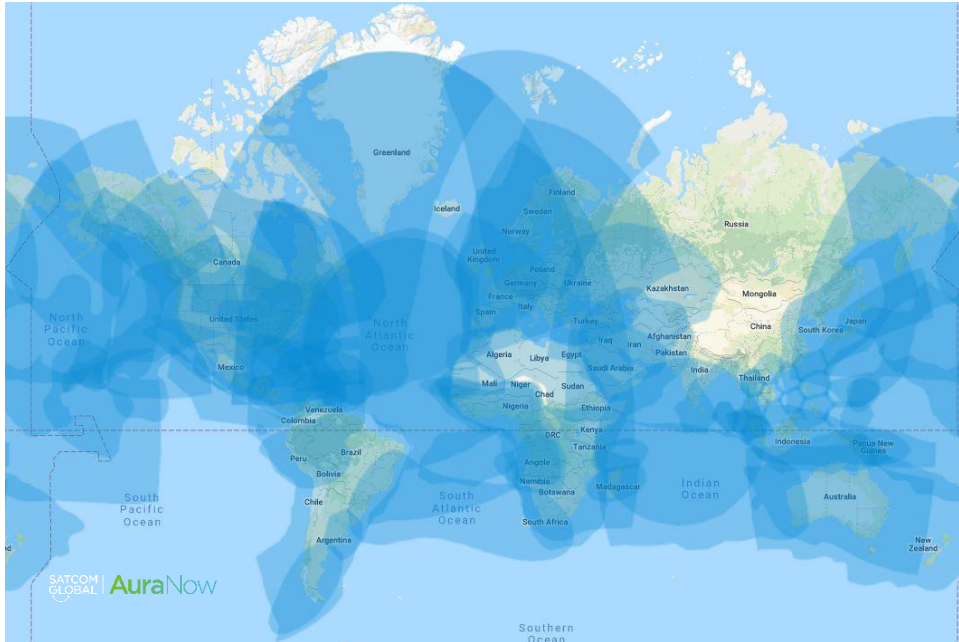 Greenland
Iceland
Finland
Sweden
Norway
Russia
United
Kingdom
Canada
Poland
Germany
Ukraine
Kazakhstan
Mongolia
France
Italy
Spain
North
Pacific
Ocean
United States
North
Atlantic
Ocean
Turkey
China
Japan
South Korea
Afghanistan
Iraq
Iran
Pakistan
Algeria
Libya
Egypt
Mexico
Saudi Arabia
India
Thailand
Mali
Niger
Chad
Sudan
Venezuela
Nigeria
Ethiopia
Colombia
DRC
Kenya
Indonesia
Papua New
Guinea
Tanzania
Peru
Brazil
Angola
Bolivia
Namibia
Botswana
Madagascar
Indian
Ocean
South
Pacific
Ocean
Chile
South
Atlantic
Ocean
Australia
South Africa
Argentina
New
Zealand
nd
SATCOM
GLOBAL
AuraNow
Southern
Ocean